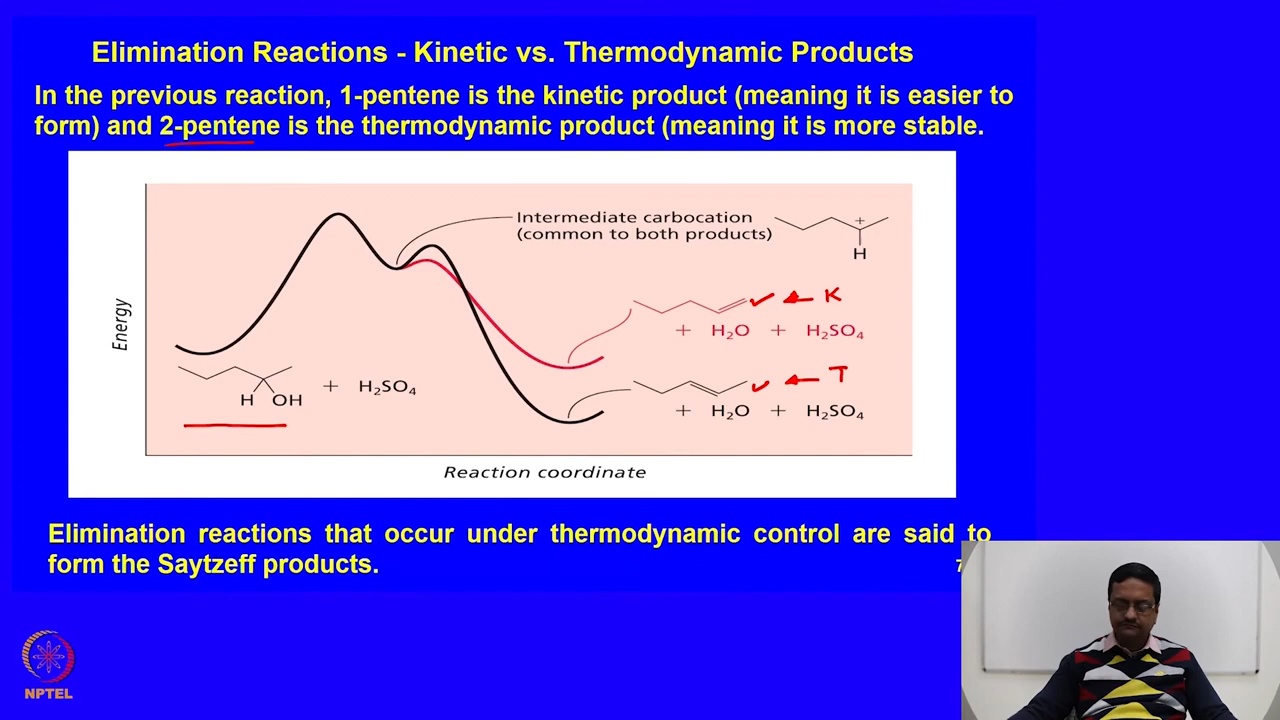 Elimination Reactions - Kinetic vs. Thermodynamic Products
In the previous reaction, 1-pentene is the kinetic product (meaning it is easier to
form) and 2-pentene is the thermodynamic product (meaning it is more stable.
Intermediate carbocation
(common to both products)
+
H
K
+ H₂O + H₂SO₄
T
+ H₂O + H₂SO₄
H OH + H₂SO₄
Energy
Reaction coordinate
Elimination reactions that occur under thermodynamic control are said to
form the Saytzeff products.
7
NPTEL